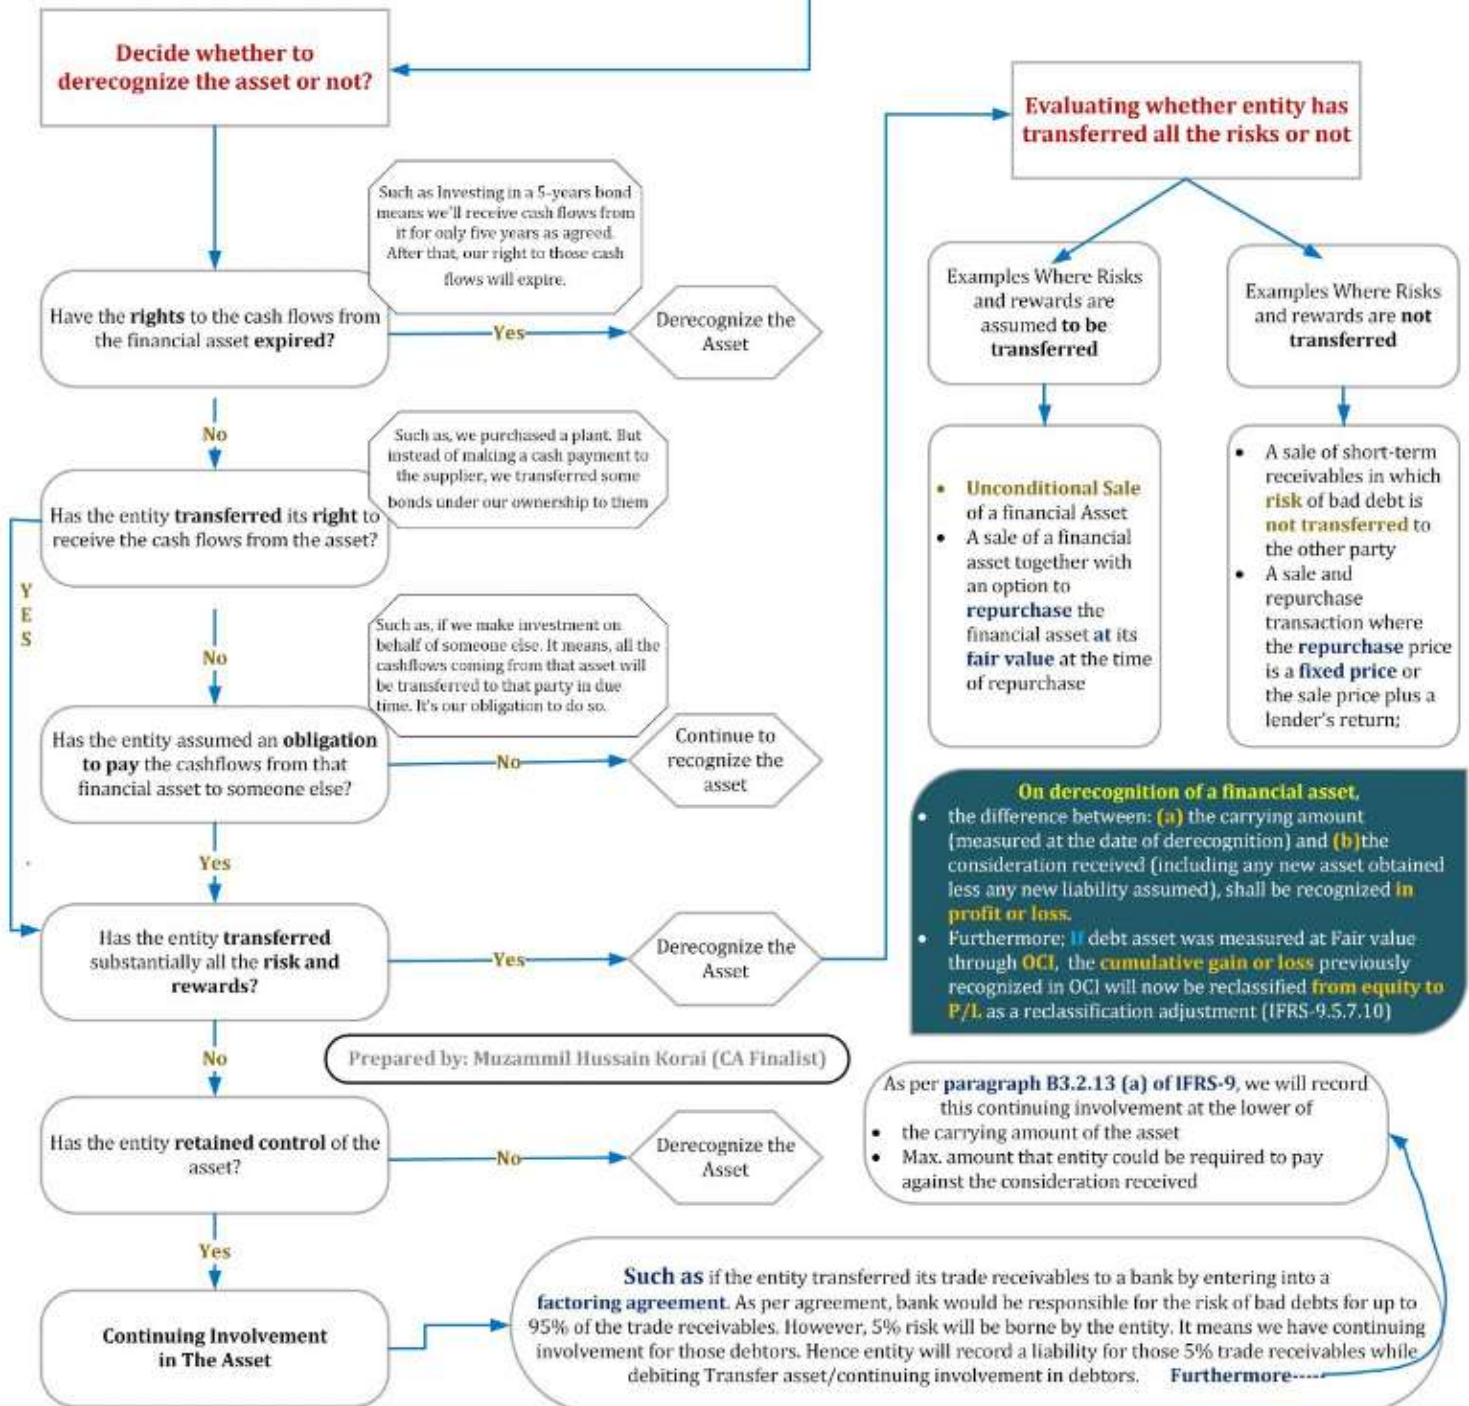 Decide whether to
derecognize the asset or not?
Such as Investing in a 5-years bond
means we'll receive cash flows from
it for only five years as agreed.
After that, our right to those cash
flows will expire.
Have the rights to the cash flows from
the financial asset expired?
Yes
Derecognize the
Asset
No
Such as, we purchased a plant. But
instead of making a cash payment to
the supplier, we transferred some
bonds under our ownership to them
Has the entity transferred its right to
receive the cash flows from the asset?
Y
E
S
No
Such as, if we make investment on
behalf of someone else. It means, all the
cashflows coming from that asset will
be transferred to that party in due
time. It's our obligation to do so.
Has the entity assumed an obligation
to pay the cashflows from that
financial asset to someone else?
No
Continue to
recognize the
asset
Yes
Has the entity transferred
substantially all the risk and
rewards?
Yes
Derecognize the
Asset
No
Prepared by: Muzammil Hussain Korai (CA Finalist)
Has the entity retained control of the
asset?
No
Derecognize the
Asset
Yes
Continuing Involvement
in The Asset
Evaluating whether entity has
transferred all the risks or not
Examples Where Risks
and rewards are
assumed to be
transferred
Examples Where Risks
and rewards are not
transferred
• Unconditional Sale
of a financial Asset
• A sale of a financial
asset together with
an option to
repurchase the
financial asset at its
fair value at the time
of repurchase
• A sale of short-term
receivables in which
risk of bad debt is
not transferred to
the other party
• A sale and
repurchase
transaction where
the repurchase price
is a fixed price or
the sale price plus a
lender's return;
On derecognition of a financial asset,
• the difference between: (a) the carrying amount
(measured at the date of derecognition) and (b)the
consideration received (including any new asset obtained
less any new liability assumed), shall be recognized in
profit or loss.
• Furthermore; If debt asset was measured at Fair value
through OCI, the cumulative gain or loss previously
recognized in OCI will now be reclassified from equity to
P/L as a reclassification adjustment (IFRS-9.5.7.10)
As per paragraph B3.2.13 (a) of IFRS-9, we will record
this continuing involvement at the lower of
• the carrying amount of the asset
• Max. amount that entity could be required to pay
against the consideration received
Such as if the entity transferred its trade receivables to a bank by entering into a
factoring agreement. As per agreement, bank would be responsible for the risk of bad debts for up to
95% of the trade receivables. However, 5% risk will be borne by the entity. It means we have continuing
involvement for those debtors. Hence entity will record a liability for those 5% trade receivables while
debiting Transfer asset/continuing involvement in debtors. Furthermore-----